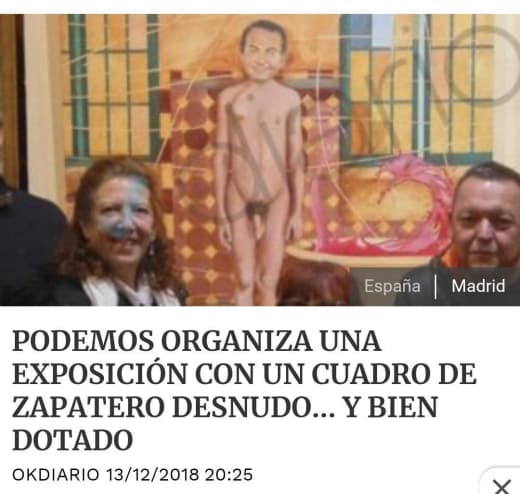 España | Madrid
PODEMOS ORGANIZA UNA
EXPOSICIÓN CON UN CUADRO DE
ZAPATERO DESNUDO... Y BIEN
DOTADO
OKDIARIO 13/12/2018 20:25